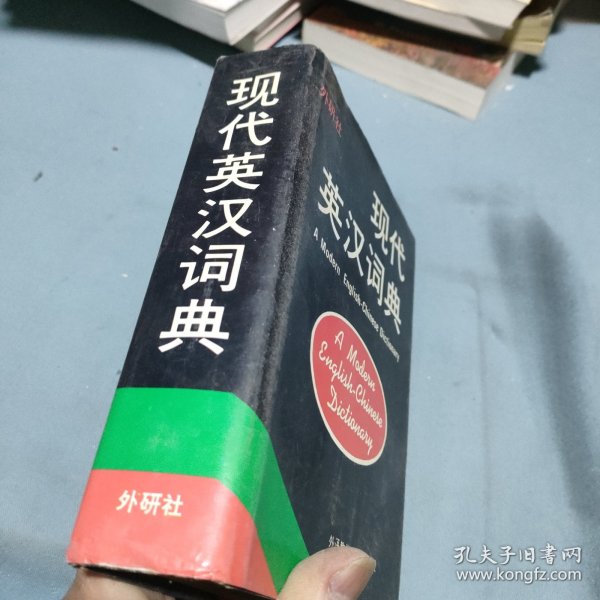 现代英汉词典
外研社
外研社
现代
英汉词典
A Modern English-Chinese Dictionary
A Modern
English-Chinese
Dictionary
孔夫子旧书网
www.kongfz.com